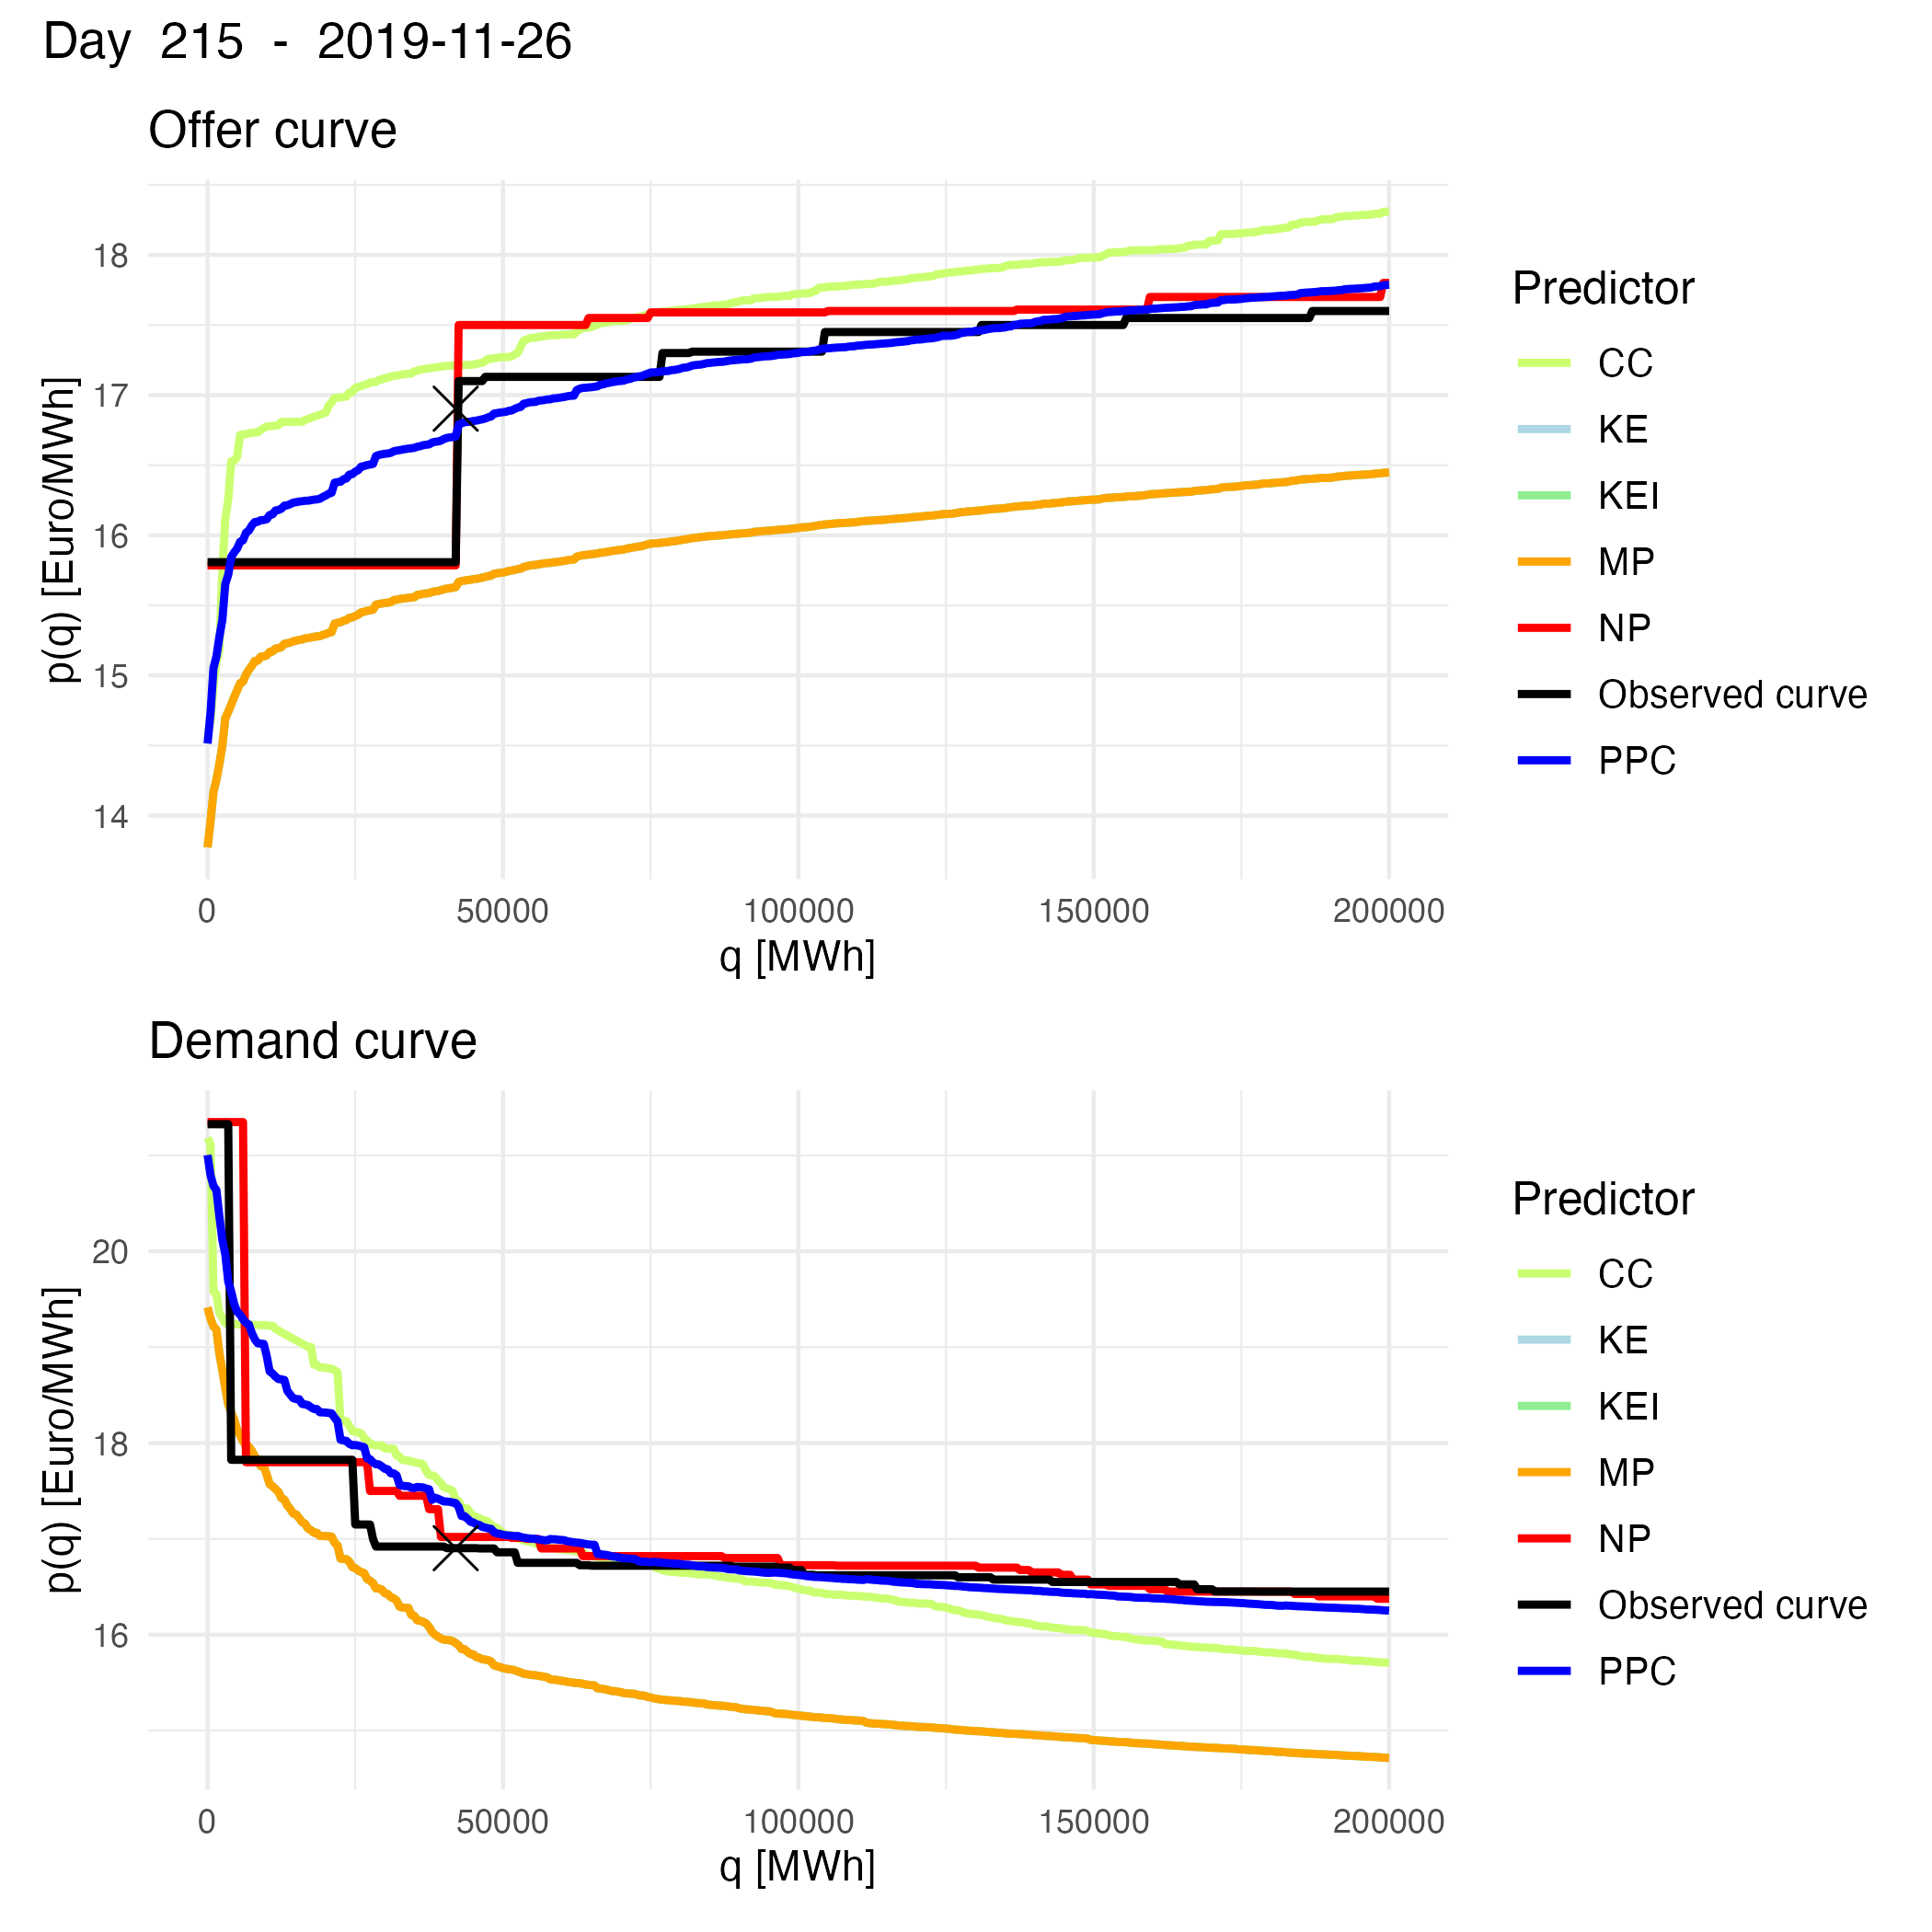 Day 215 - 2019-11-26
Offer curve
p(q) [Euro/MWh]
18
17
16
15
14
0 50000 100000 150000 200000
q [MWh]
Predictor
CC
KE
KEI
MP
NP
Observed curve
PPC
Demand curve
p(q) [Euro/MWh]
20
18
16
0 50000 100000 150000 200000
q [MWh]
Predictor
CC
KE
KEI
MP
NP
Observed curve
PPC